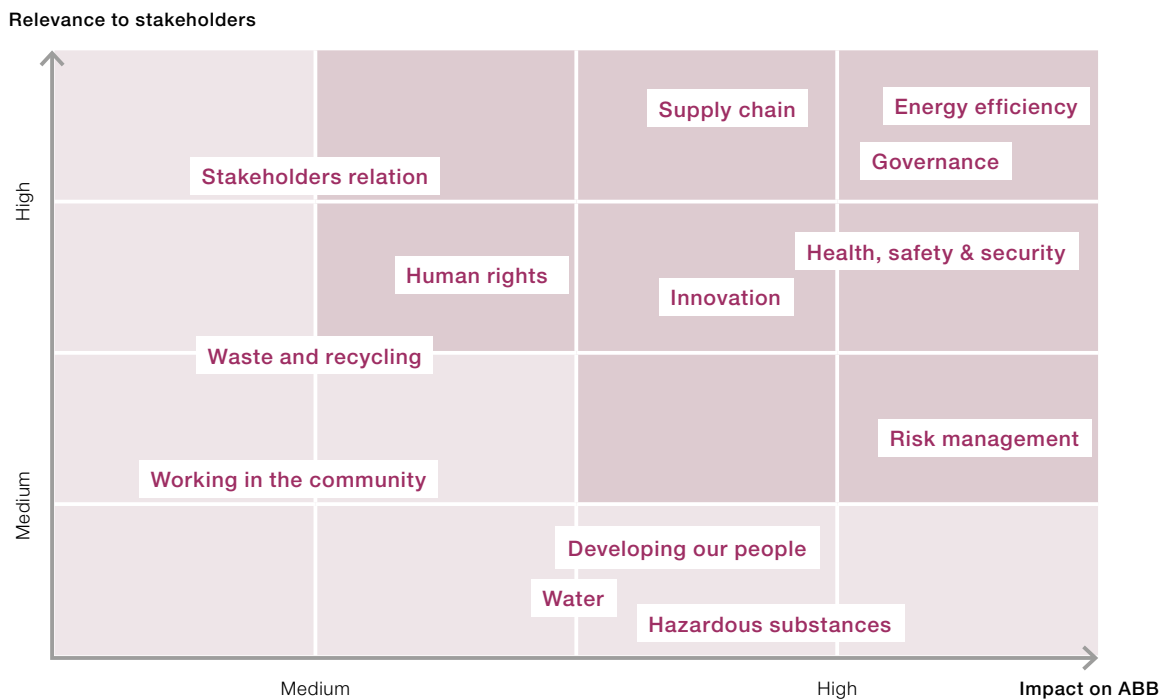 Relevance to stakeholders
Supply chain
Energy efficiency
Governance
Stakeholders relation
High
Health, safety & security
Human rights
Innovation
Waste and recycling
Risk management
Working in the community
Medium
Developing our people
Water
Hazardous substances
Medium
High
Impact on ABB